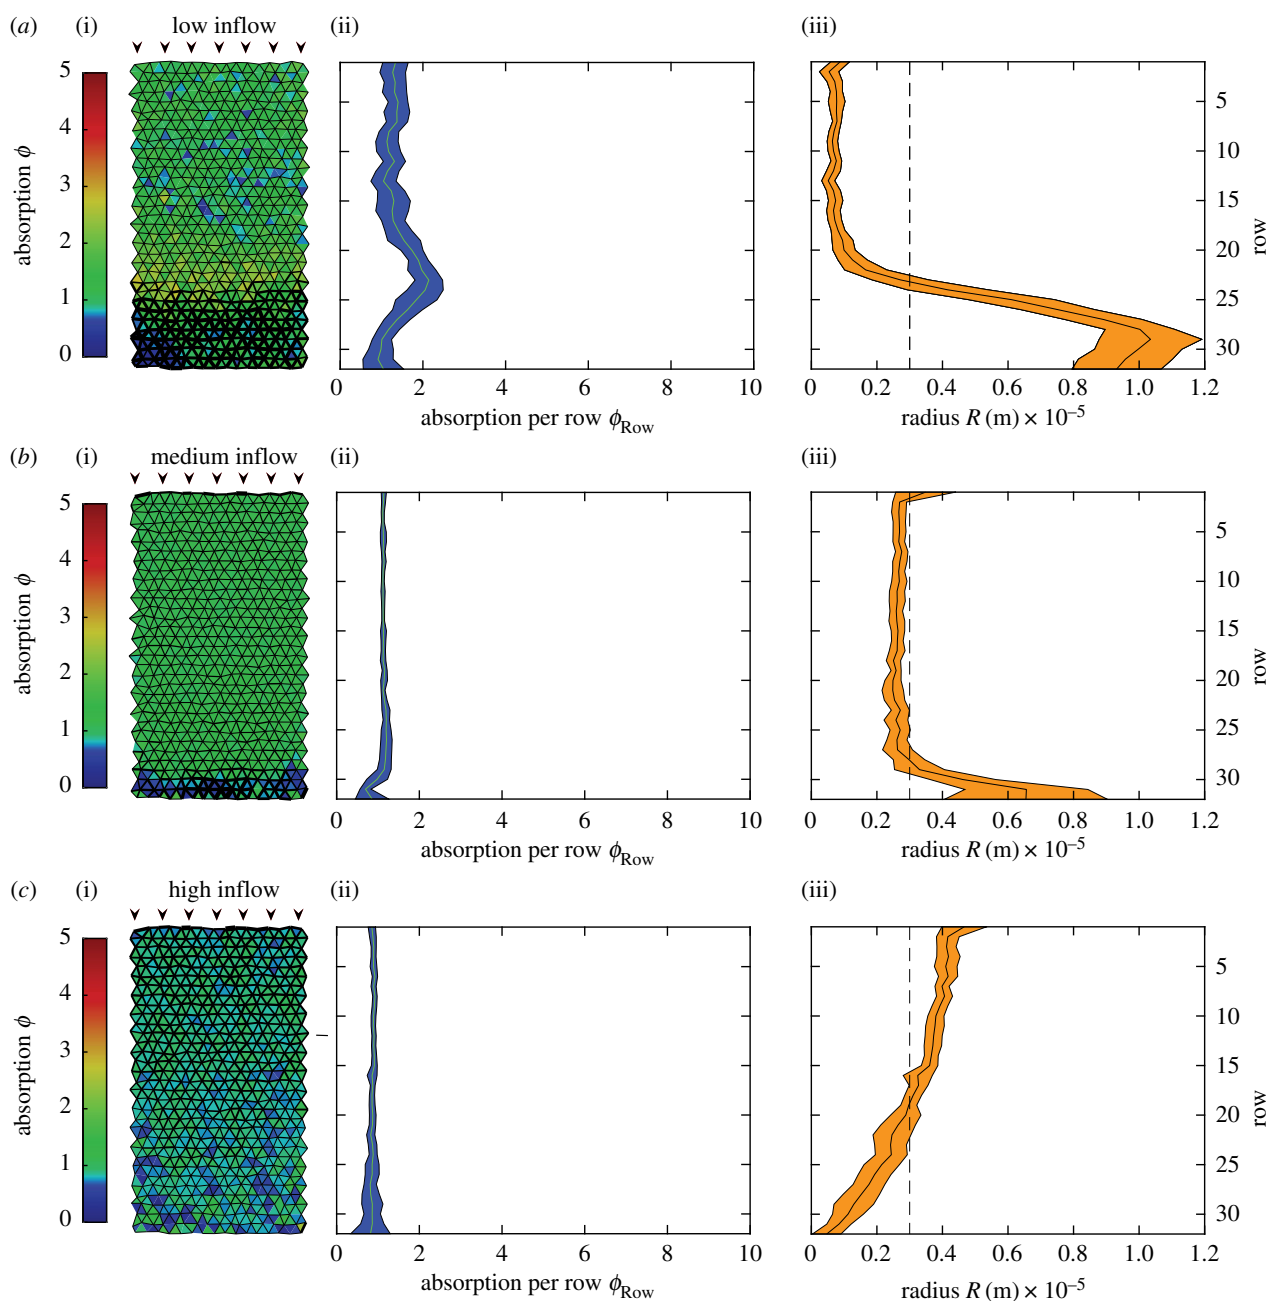 (a) (i) low inflow (ii) (iii)
absorption ϕ
5
4
3
2
1
0
0 2 4 6 8 10
absorption per row ϕRow
0 0.2 0.4 0.6 0.8 1.0 1.2
radius R (m) × 10–5
5
10
15
20
25
30
row
(b) (i) medium inflow (ii) (iii)
absorption ϕ
5
4
3
2
1
0
0 2 4 6 8 10
absorption per row ϕRow
0 0.2 0.4 0.6 0.8 1.0 1.2
radius R (m) × 10–5
5
10
15
20
25
30
row
(c) (i) high inflow (ii) (iii)
absorption ϕ
5
4
3
2
1
0
0 2 4 6 8 10
absorption per row ϕRow
0 0.2 0.4 0.6 0.8 1.0 1.2
radius R (m) × 10–5
5
10
15
20
25
30
row